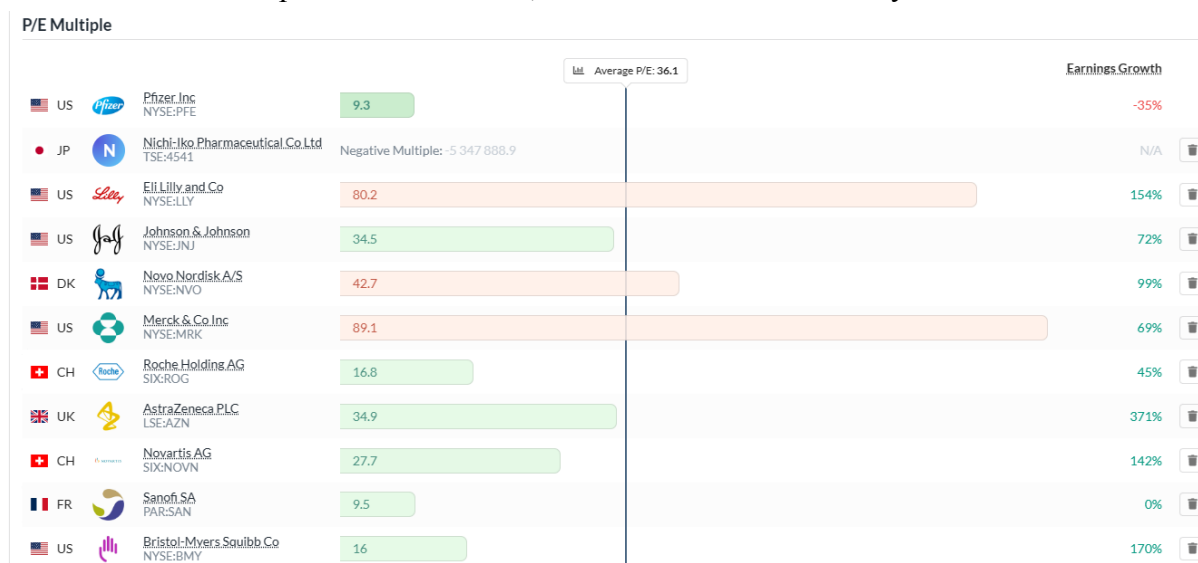 P/E Multiple
Average P/E: 36.1
Earnings Growth
US Pfizer Pfizer Inc 9.3 -35%
NYSE:PFE
JP N Nichi-Iko Pharmaceutical Co Ltd Negative Multiple: -5 347 888.9 N/A
TSE:4541
US Lilly Eli Lilly and Co 80.2 154%
NYSE:LLY
US J&J Johnson & Johnson 34.5 72%
NYSE:JNJ
DK Novo Nordisk A/S 42.7 99%
NYSE:NVO
US Merck & Co Inc 89.1 69%
NYSE:MRK
CH Roche Roche Holding AG 16.8 45%
SIX:ROG
UK AstraZeneca PLC 34.9 371%
LSE:AZN
CH Novartis AG 27.7 142%
SIX:NOVN
FR Sanofi SA 9.5 0%
PAR:SAN
US Bristol-Myers Squibb Co 16 170%
NYSE:BMY